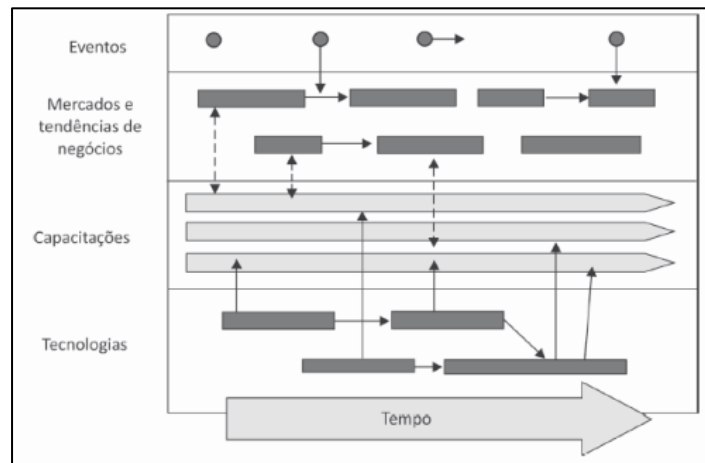 Eventos
Mercados e
tendências de
negócios
Capacitações
Tecnologias
Tempo